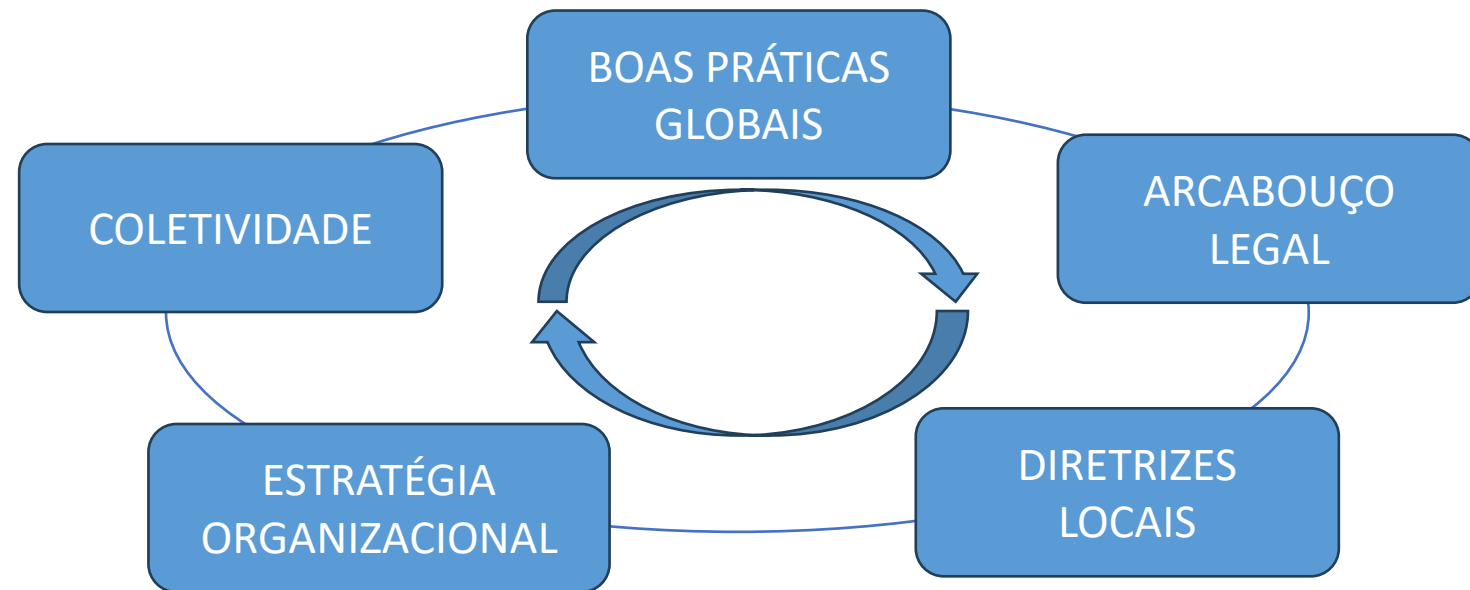 BOAS PRÁTICAS
GLOBAIS
ARCABOUÇO
LEGAL
COLETIVIDADE
DIRETRIZES
LOCAIS
ESTRATÉGIA
ORGANIZACIONAL